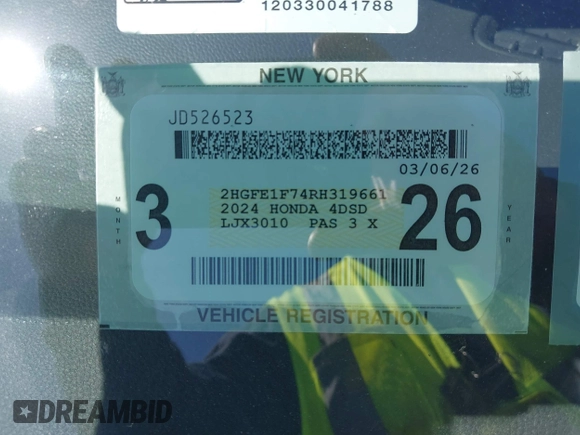 120330041788
NEW YORK
JD526523
03/06/26
MONTH
3
2HGFE1F74RH319661
2024 HONDA 4DSD
LJX3010 PAS 3 X
26
YEAR
VEHICLE REGISTRATION
DREAMBID